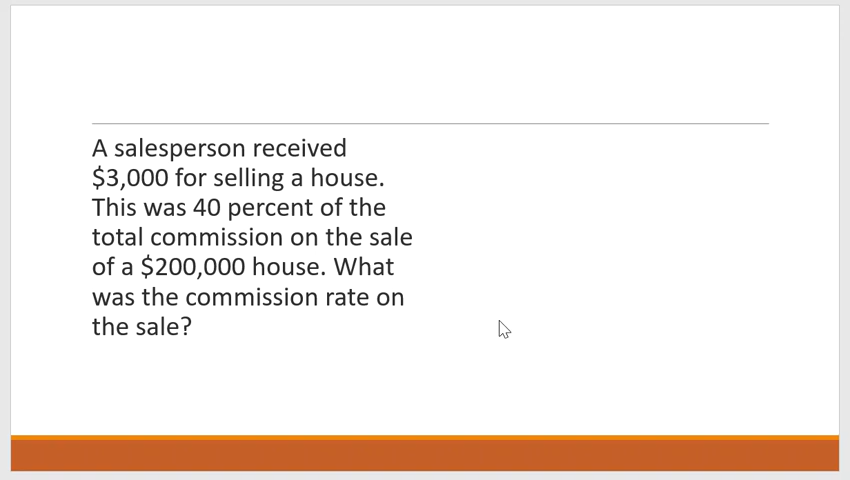 A salesperson received
$3,000 for selling a house.
This was 40 percent of the
total commission on the sale
of a $200,000 house. What
was the commission rate on
the sale?